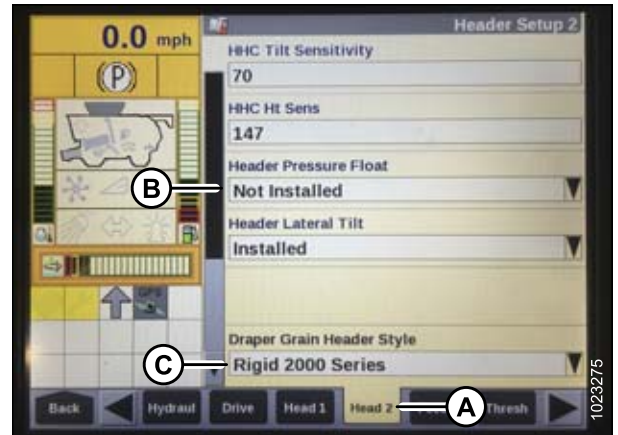 0.0 mph
Header Setup 2
(P)
HHC Tilt Sensitivity
70
HHC Ht Sens
147
Header Pressure Float
B
Not Installed
Header Lateral Tilt
Installed
Draper Grain Header Style
C
Rigid 2000 Series
Back
Hydraul
Drive
Head 1
Head 2
A
Thresh
1023275